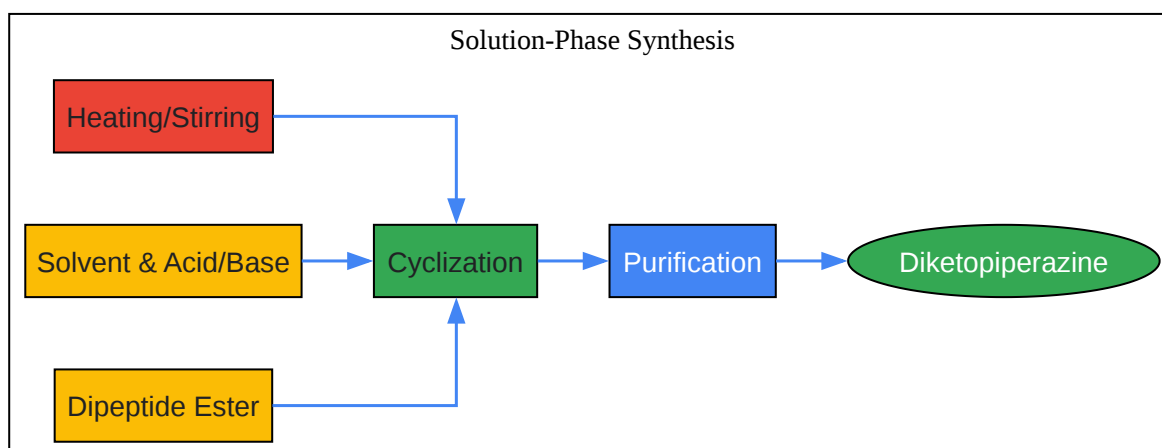 Solution-Phase Synthesis
Heating/Stirring
Solvent & Acid/Base
Cyclization
Purification
Diketopiperazine
Dipeptide Ester